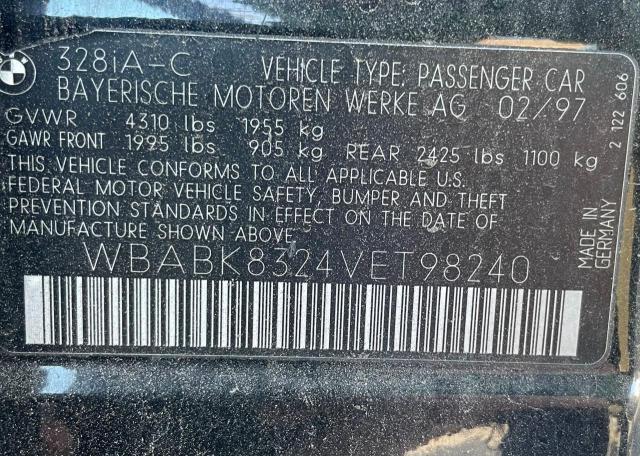 BMW
328iA-C VEHICLE TYPE: PASSENGER CAR
BAYERISCHE MOTOREN WERKE AG 02/97
GVWR 4310 lbs 1955 kg
GAWR FRONT 1995 lbs 905 kg REAR 2425 lbs 1100 kg
THIS VEHICLE CONFORMS TO ALL APPLICABLE U.S.
FEDERAL MOTOR VEHICLE SAFETY, BUMPER AND THEFT
PREVENTION STANDARDS IN EFFECT ON THE DATE OF
MANUFACTURE SHOWN ABOVE.
WBABK8324VET98240
MADE IN
GERMANY
2 122 606